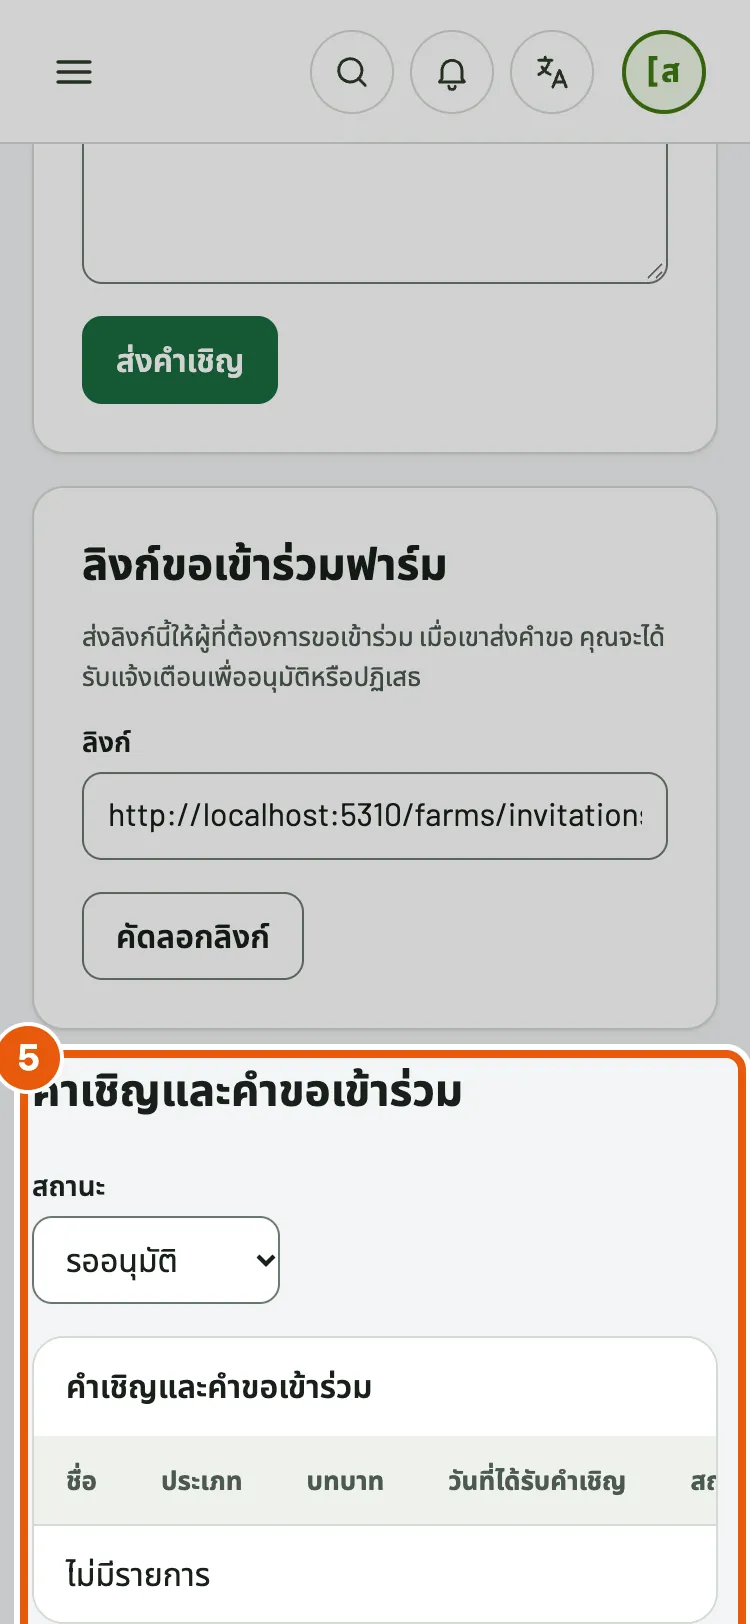 [ส
ส่งคำเชิญ
ลิงก์ขอเข้าร่วมฟาร์ม
ส่งลิงก์นี้ให้ผู้ที่ต้องการขอเข้าร่วม เมื่อเขาส่งคำขอ คุณจะได้
รับแจ้งเตือนเพื่ออนุมัติหรือปฏิเสธ
ลิงก์
http://localhost:5310/farms/invitations
คัดลอกลิงก์
5
คำเชิญและคำขอเข้าร่วม
สถานะ
รออนุมัติ
คำเชิญและคำขอเข้าร่วม
ชื่อ ประเภท บทบาท วันที่ได้รับคำเชิญ
ไม่มีรายการ